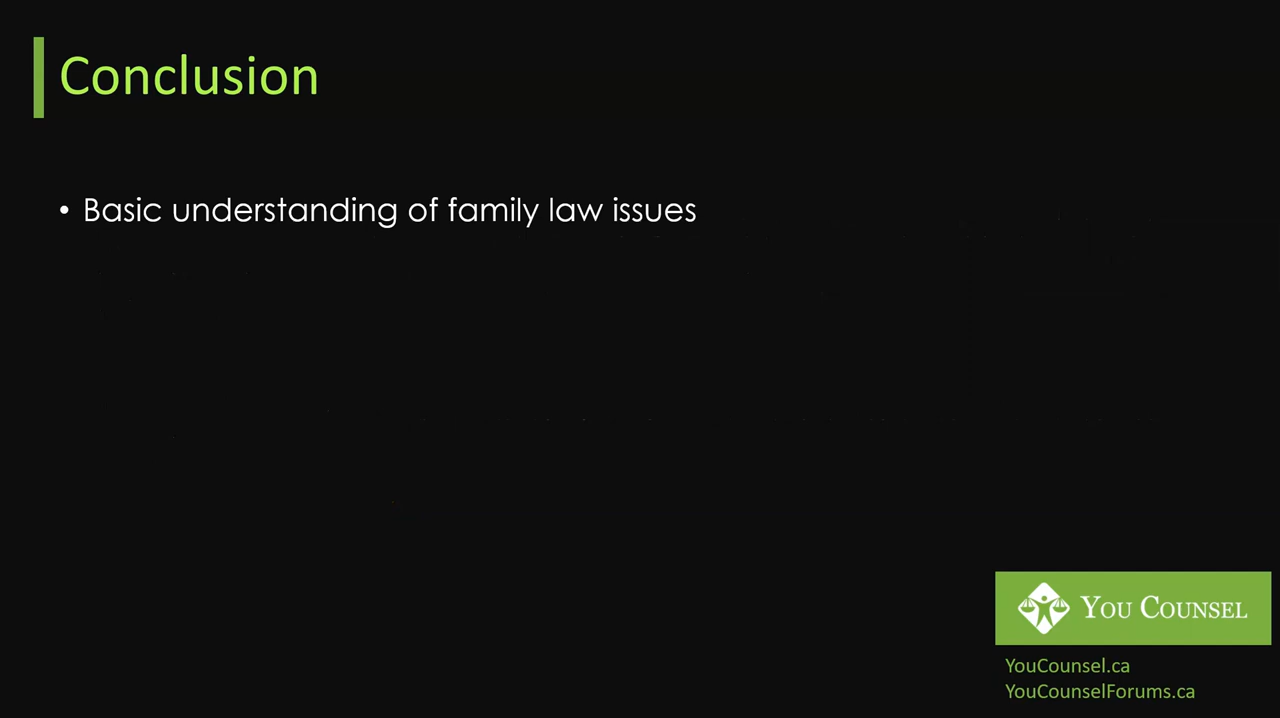 Conclusion
• Basic understanding of family law issues
You Counsel
YouCounsel.ca
YouCounselForums.ca